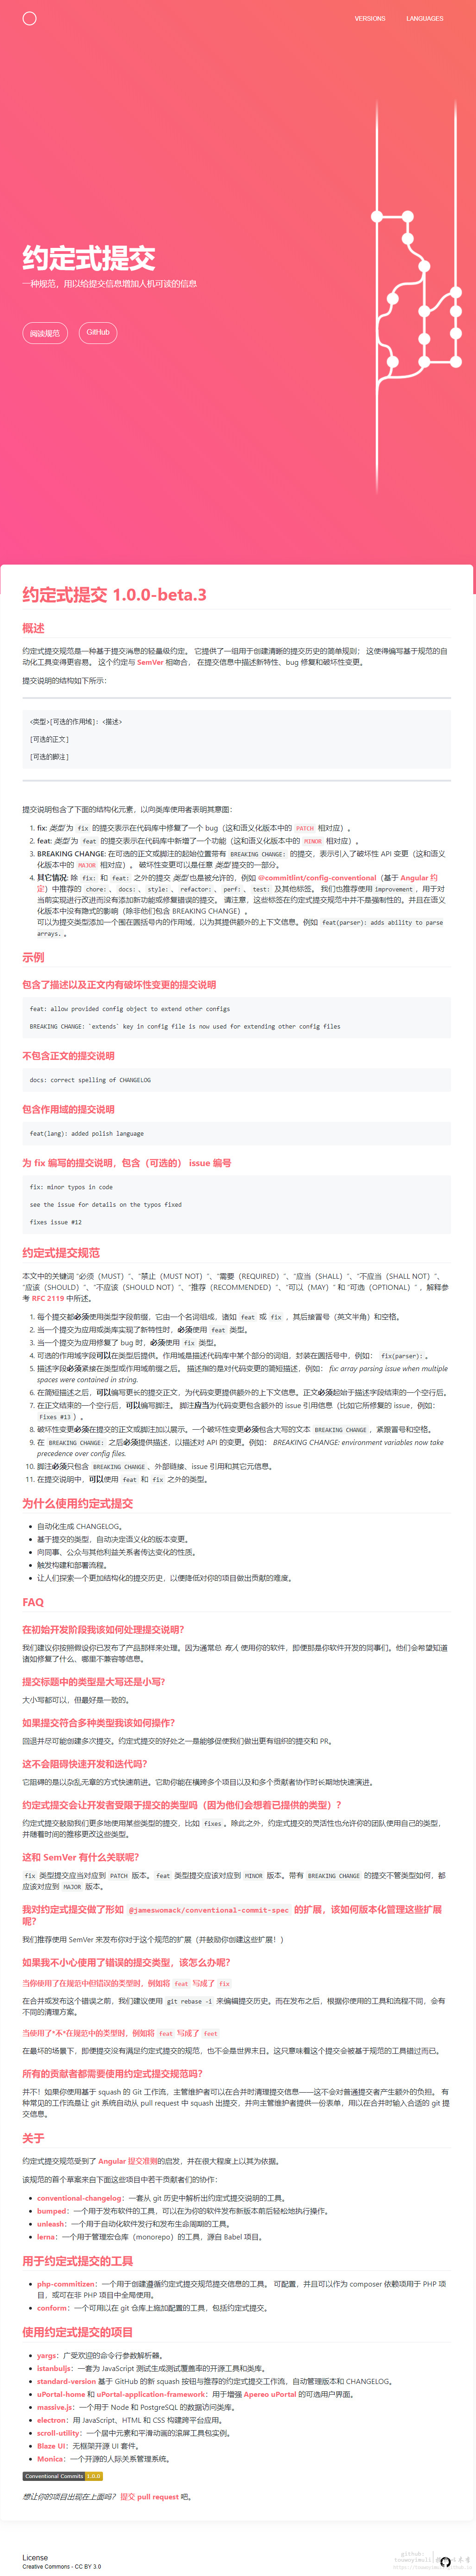 VERSIONS LANGUAGES
约定式提交
一种规范，用以给提交信息增加人机可读的信息
阅读规范 GitHub
约定式提交 1.0.0-beta.3
概述
约定式提交规范是一种基于提交消息的轻量级约定。 它提供了一组用于创建清晰的提交历史的简单规则； 这使得编写基于规范的自
动化工具变得更容易。 这个约定与 SemVer 相吻合， 在提交信息中描述新特性、bug 修复和破坏性变更。
提交说明的结构如下所示：
<类型>[可选的作用域]: <描述>
[可选的正文]
[可选的脚注]
提交说明包含了下面的结构化元素，以向类库使用者表明其意图：
1. fix: 类型 为 fix 的提交表示在代码库中修复了一个 bug（这和语义化版本中的 PATCH 相对应）。
2. feat: 类型 为 feat 的提交表示在代码库中新增了一个功能（这和语义化版本中的 MINOR 相对应）。
3. BREAKING CHANGE: 在可选的正文或脚注的起始位置带有 BREAKING CHANGE: 的提交，表示引入了破坏性 API 变更（这和语义
化版本中的 MAJOR 相对应）。 破坏性变更可以是任意 类型 提交的一部分。
4. 其它情况: 除 fix: 和 feat: 之外的提交 类型 也是被允许的，例如 @commitlint/config-conventional（基于 Angular 约
定）中推荐的 chore:、docs:、style:、refactor:、perf:、test: 及其他标签。 我们也推荐使用 improvement，用于对
当前实现进行改进而没有添加新功能或修复错误的提交。 请注意，这些标签在约定式提交规范中并不是强制性的。并且在语义
化版本中没有隐式的影响（除非他们包含 BREAKING CHANGE）。
可以为提交类型添加一个围在圆括号内的作用域，以为其提供额外的上下文信息。例如 feat(parser): adds ability to parse
arrays.。
示例
包含了描述以及正文内有破坏性变更的提交说明
feat: allow provided config object to extend other configs
BREAKING CHANGE: `extends` key in config file is now used for extending other config files
不包含正文的提交说明
docs: correct spelling of CHANGELOG
包含作用域的提交说明
feat(lang): added polish language
为 fix 编写的提交说明，包含（可选的） issue 编号
fix: minor typos in code
see the issue for details on the typos fixed
fixes issue #12
约定式提交规范
本文中的关键词 “必须（MUST）”、“禁止（MUST NOT）”、“需要（REQUIRED）”、“应当（SHALL）”、“不应当（SHALL NOT）”、
“应该（SHOULD）”、“不应该（SHOULD NOT）”、“推荐（RECOMMENDED）”、“可以（MAY）” 和 “可选（OPTIONAL）” ，解释参
考 RFC 2119 中所述。
1. 每个提交都必须使用类型字段前缀，它由一个名词组成，诸如 feat 或 fix ，其后接冒号（英文半角）和空格。
2. 当一个提交为应用或类库实现了新特性时，必须使用 feat 类型。
3. 当一个提交为应用修复了 bug 时，必须使用 fix 类型。
4. 可选的作用域字段可以在类型后提供。作用域是描述代码库中某个部分的词组，封装在圆括号中，例如： fix(parser): 。
5. 描述字段必须紧接在类型或作用域前缀之后。 描述指的是对代码变更的简短描述，例如： fix: array parsing issue when multiple
spaces were contained in string.
6. 在简短描述之后，可以编写更长的提交正文，为代码变更提供额外的上下文信息。正文必须起始于描述字段结束的一个空行后。
7. 在正文结束的一个空行后，可以编写脚注。 脚注应当为代码变更包含额外的 issue 引用信息（比如它所修复的 issue，例如：
Fixes #13 ）。
8. 破坏性变更必须在提交的正文或脚注加以展示。一个破坏性变更必须包含大写的文本 BREAKING CHANGE，紧跟冒号和空格。
9. 在 BREAKING CHANGE: 之后必须提供描述，以描述对 API 的变更。例如： BREAKING CHANGE: environment variables now take
precedence over config files.
10. 脚注必须只包含 BREAKING CHANGE、外部链接、issue 引用和其它元信息。
11. 在提交说明中，可以使用 feat 和 fix 之外的类型。
为什么使用约定式提交
自动化生成 CHANGELOG。
基于提交的类型，自动决定语义化的版本变更。
向同事、公众与其他利益关系者传达变化的性质。
触发构建和部署流程。
让人们探索一个更加结构化的提交历史，以便降低对你的项目做出贡献的难度。
FAQ
在初始开发阶段我该如何处理提交说明？
我们建议你按照假设你已发布了产品那样来处理。因为通常总 有人 使用你的软件，即便那是你软件开发的同事们。他们会希望知道
诸如修复了什么，哪里不兼容等信息。
提交标题中的类型是大写还是小写?
大小写都可以，但最好是一致的。
如果提交符合多种类型我该如何操作？
回退并尽可能创建多次提交。约定式提交的好处之一是能够促使我们做出更有组织的提交和 PR。
这不会阻碍快速开发和迭代吗？
它阻碍的是以杂乱无章的方式快速前进。它助你能在横跨多个项目以及和多个贡献者协作时长期地快速演进。
约定式提交会让开发者受限于提交的类型吗（因为他们会想着已提供的类型）？
约定式提交鼓励我们更多地使用某些类型的提交，比如 fixes。除此之外，约定式提交的灵活性也允许你的团队使用自己的类型，
并随着时间的推移更改这些类型。
这和 SemVer 有什么关联呢？
fix 类型提交应当对应到 PATCH 版本。feat 类型提交应该对应到 MINOR 版本。带有 BREAKING CHANGE 的提交不管类型如何，都
应该对应到 MAJOR 版本。
我对约定式提交做了形如 @jameswomack/conventional-commit-spec 的扩展，该如何版本化管理这些扩展
呢？
我们推荐使用 SemVer 来发布你对于这个规范的扩展（并鼓励你创建这些扩展！）
如果我不小心使用了错误的提交类型，该怎么办呢？
当你使用了在规范中但错误的类型时，例如将 feat 写成了 fix
在合并或发布这个错误之前，我们建议使用 git rebase -i 来编辑提交历史。而在发布之后，根据你使用的工具和流程不同，会有
不同的清理方案。
当使用了*不*在规范中的类型时，例如将 feat 写成了 feet
在最坏的场景下，即便提交没有满足约定式提交的规范，也不会是世界末日。这只意味着这个提交会被基于规范的工具错过而已。
所有的贡献者都需要使用约定式提交规范吗？
并不！如果你使用基于 squash 的 Git 工作流，主管维护者可以在合并时清理提交信息——这不会对普通提交者产生额外的负担。 有
种常见的工作流是让 git 系统自动从 pull request 中 squash 出提交，并向主管维护者提供一份表单，用以在合并时输入合适的 git 提
交信息。
关于
约定式提交规范受到了 Angular 提交准则的启发，并在很大程度上以其为依据。
该规范的首个草案来自下面这些项目中若干贡献者们的协作：
conventional-changelog：一套从 git 历史中解析出约定式提交说明的工具。
bumped：一个用于发布软件的工具，可以在为你的软件发布新版本前后轻松地执行操作。
unleash：一个用于自动化软件发行和发布生命周期的工具。
lerna：一个用于管理宏仓库（monorepo）的工具，源自 Babel 项目。
用于约定式提交的工具
php-commitizen：一个用于创建遵循约定式提交规范提交信息的工具。 可配置，并且可以作为 composer 依赖项用于 PHP 项
目，或可在非 PHP 项目中全局使用。
conform：一个可用以在 git 仓库上施加配置的工具，包括约定式提交。
使用约定式提交的项目
yargs：广受欢迎的命令行参数解析器。
istanbuljs：一套为 JavaScript 测试生成测试覆盖率的开源工具和类库。
standard-version 基于 GitHub 的新 squash 按钮与推荐的约定式提交工作流，自动管理版本和 CHANGELOG。
uPortal-home 和 uPortal-application-framework：用于增强 Apereo uPortal 的可选用户界面。
massive.js：一个用于 Node 和 PostgreSQL 的数据访问类库。
electron：用 JavaScript、HTML 和 CSS 构建跨平台应用。
scroll-utility：一个居中元素和平滑动画的滚屏工具包实例。
Blaze UI：无框架开源 UI 套件。
Monica：一个开源的人际关系管理系统。
Conventional Commits 1.0.0
想让你的项目出现在上面吗？ 提交 pull request 吧。
License
Creative Commons - CC BY 3.0